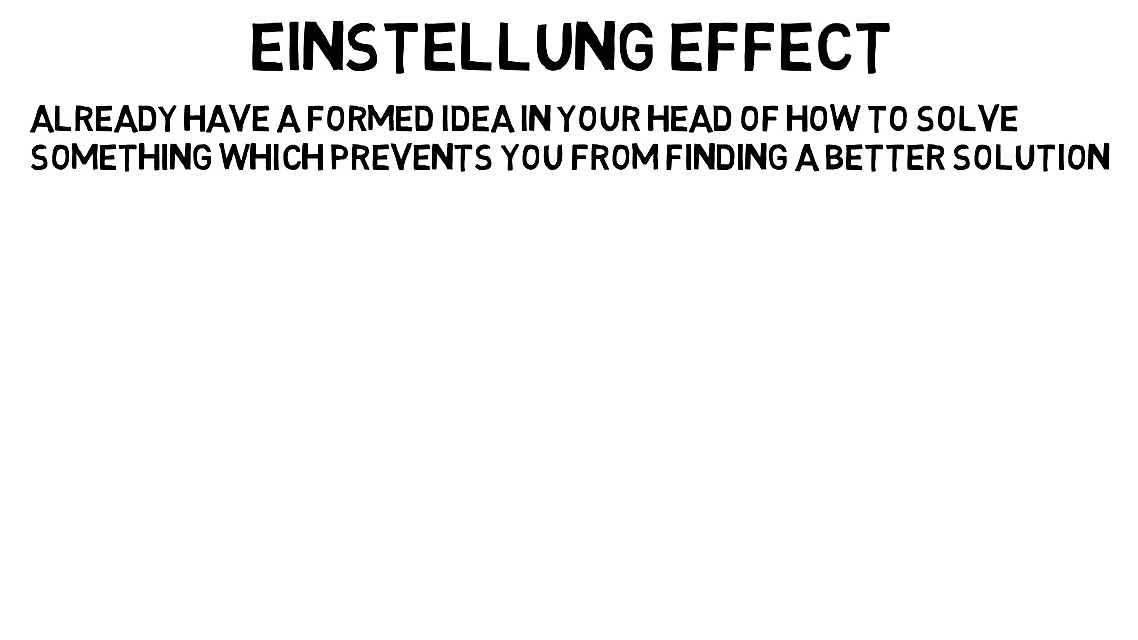 EINSTELLUNG EFFECT
ALREADY HAVE A FORMED IDEA IN YOUR HEAD OF HOW TO SOLVE
SOMETHING WHICH PREVENTS YOU FROM FINDING A BETTER SOLUTION